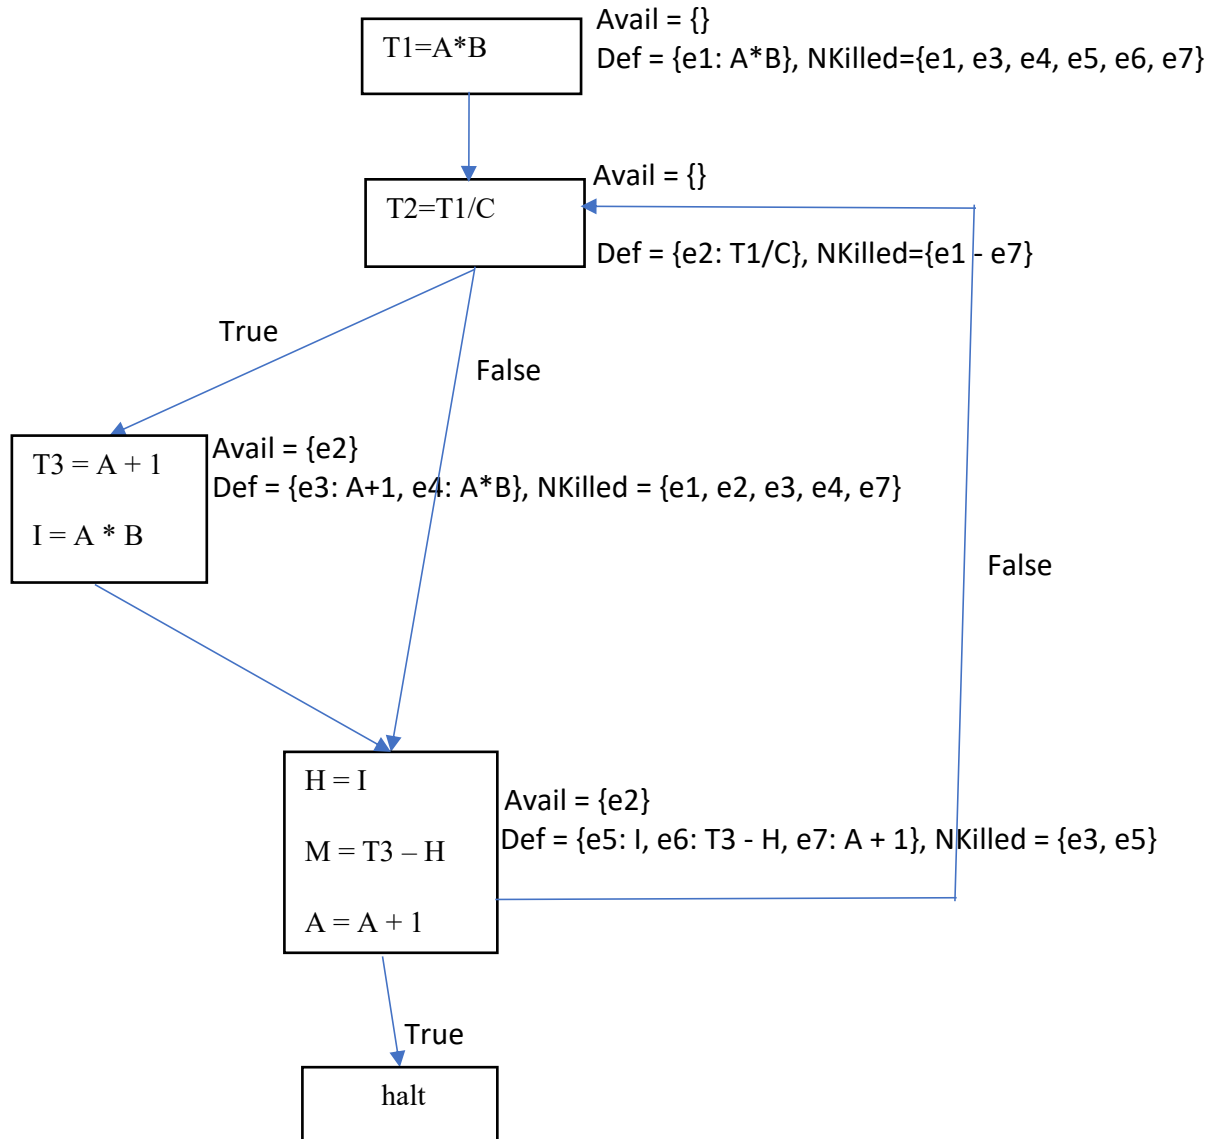 T1=A*B
Avail = {}
Def = {e1: A*B}, NKilled={e1, e3, e4, e5, e6, e7}
T2=T1/C
Avail = {}
Def = {e2: T1/C}, NKilled={e1 - e7}
True
False
T3 = A + 1
I = A * B
Avail = {e2}
Def = {e3: A+1, e4: A*B}, NKilled = {e1, e2, e3, e4, e7}
False
H = I
M = T3 – H
A = A + 1
Avail = {e2}
Def = {e5: I, e6: T3 - H, e7: A + 1}, NKilled = {e3, e5}
True
halt